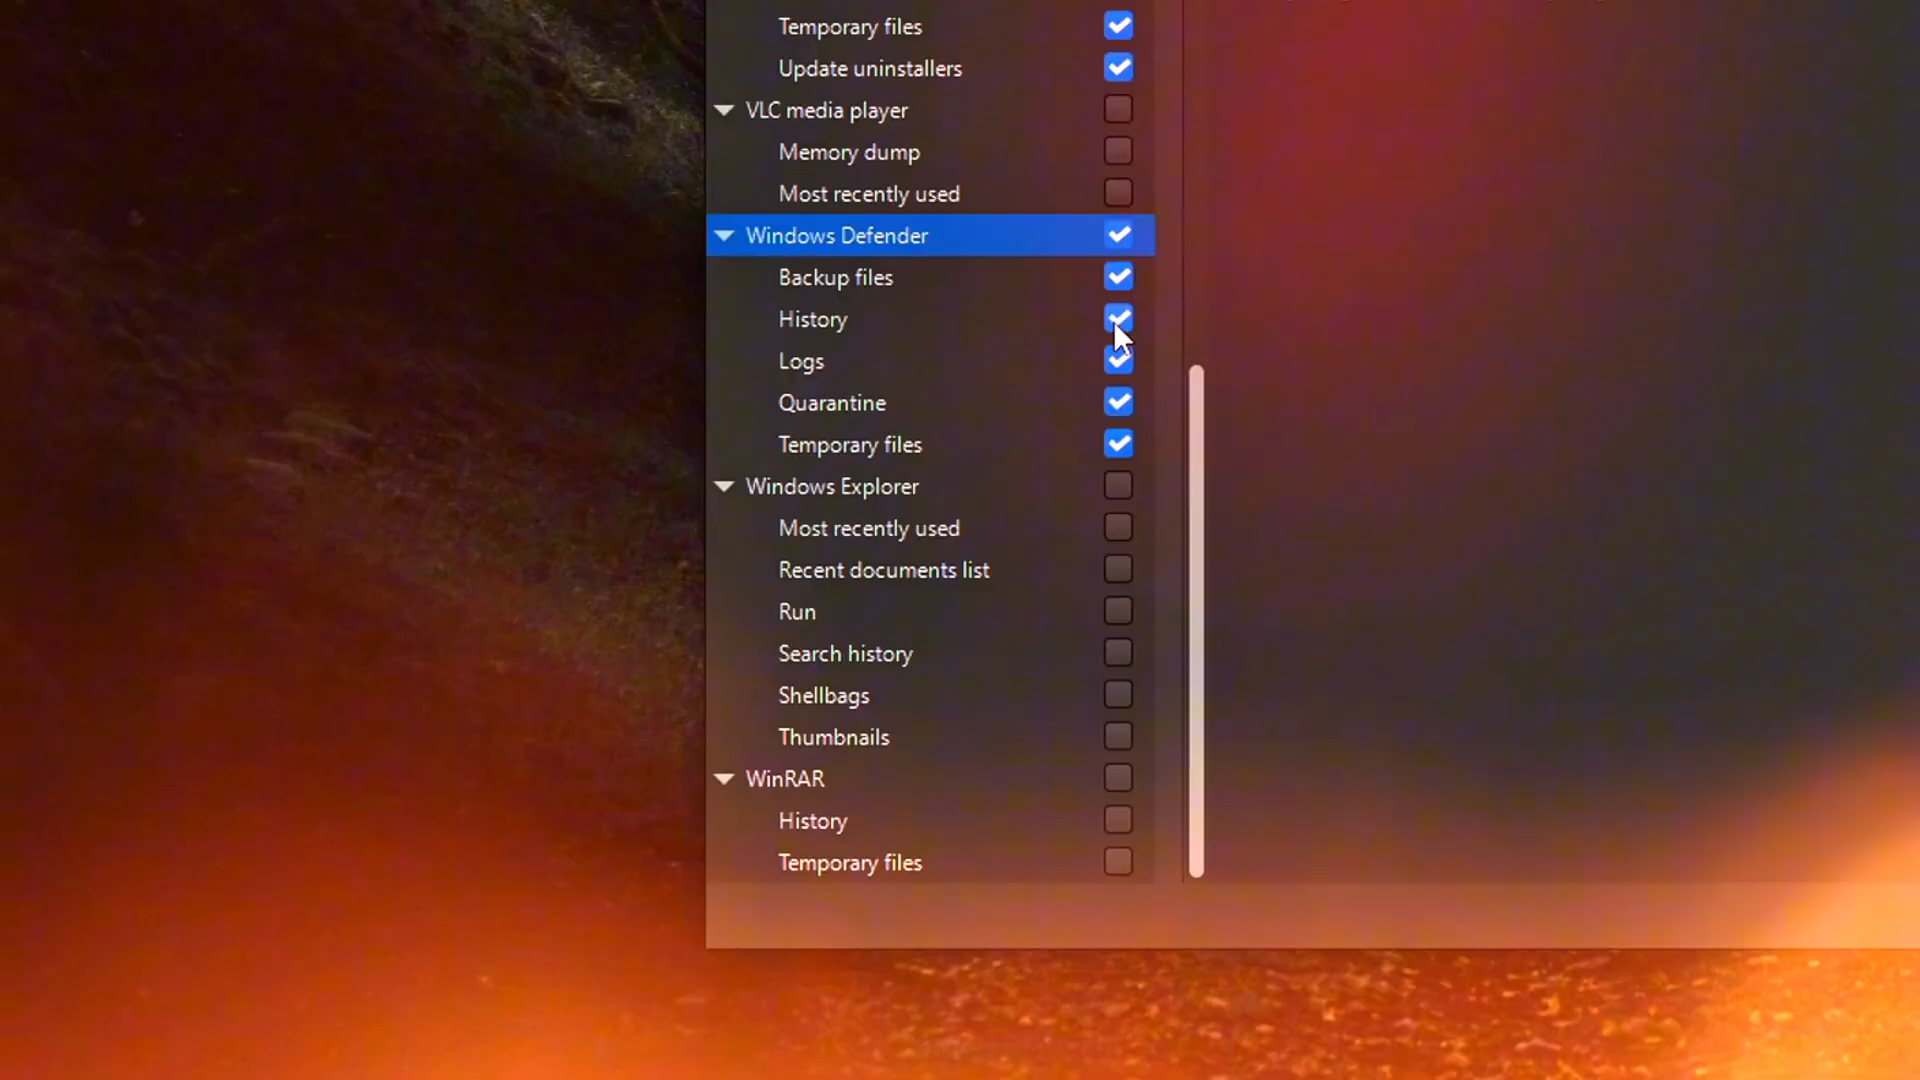 Temporary files
Update uninstallers
VLC media player
Memory dump
Most recently used
Windows Defender
Backup files
History
Logs
Quarantine
Temporary files
Windows Explorer
Most recently used
Recent documents list
Run
Search history
Shellbags
Thumbnails
WinRAR
History
Temporary files